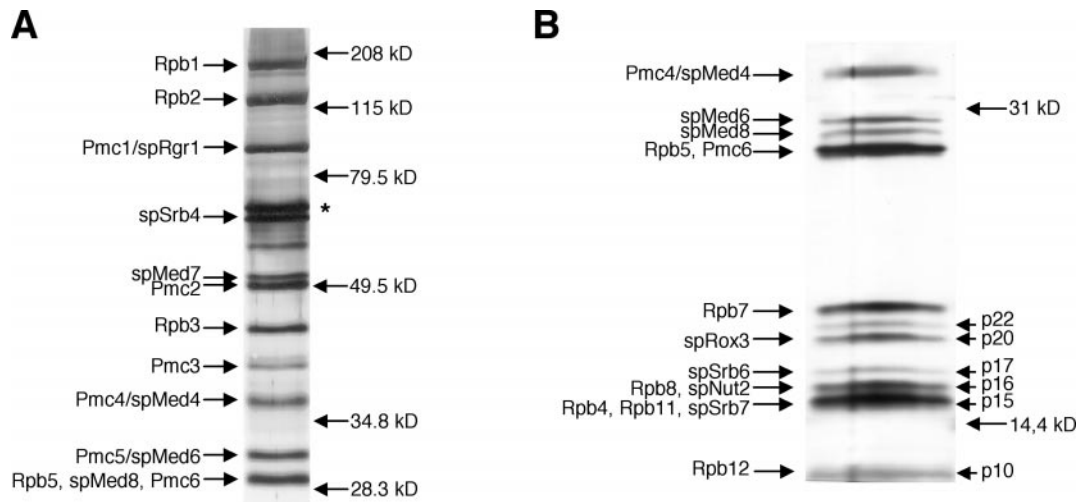 A
208 kD
Rpb1
Rpb2
115 kD
Pmc1/spRgr1
79.5 kD
*
spSrb4
spMed7
Pmc2
49.5 kD
Rpb3
Pmc3
Pmc4/spMed4
34.8 kD
Pmc5/spMed6
Rpb5, spMed8, Pmc6
28.3 kD
B
Pmc4/spMed4
31 kD
spMed6
spMed8
Rpb5, Pmc6
Rpb7
p22
spRox3
p20
spSrb6
p17
Rpb8, spNut2
p16
Rpb4, Rpb11, spSrb7
p15
14,4 kD
Rpb12
p10